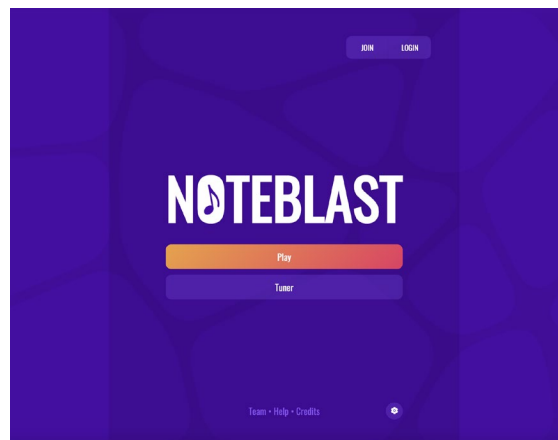 JOIN LOGIN
NOTEBLAST
Play
Tuner
Team • Help • Credits